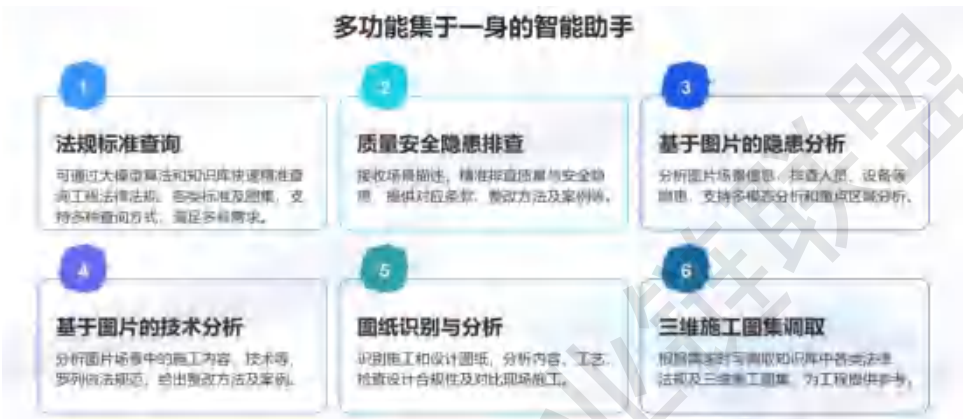 多功能集于一身的智能助手
1
法规标准查询
可通过大模型算法和知识库快速精准查
询工程法律法规、各类标准及图集，支
持多种查询方式，满足多样需求。
2
质量安全隐患排查
接收场景描述，精准排查质量与安全隐
患，提供对应条款、整改方法及案例等。
3
基于图片的隐患分析
分析图片场景信息，排查人员、设备等
隐患，支持多模态分析和重点区域分析。
4
基于图片的技术分析
分析图片场景中的施工内容、技术等，
罗列做法规范，给出整改方法及案例。
5
图纸识别与分析
识别施工和设计图纸，分析内容、工艺，
检查设计合规性及对比现场施工。
6
三维施工图集调取
根据需求时写调取知识库中各类法律
法规及三维施工图集，为工程提供参考。
业链联盟